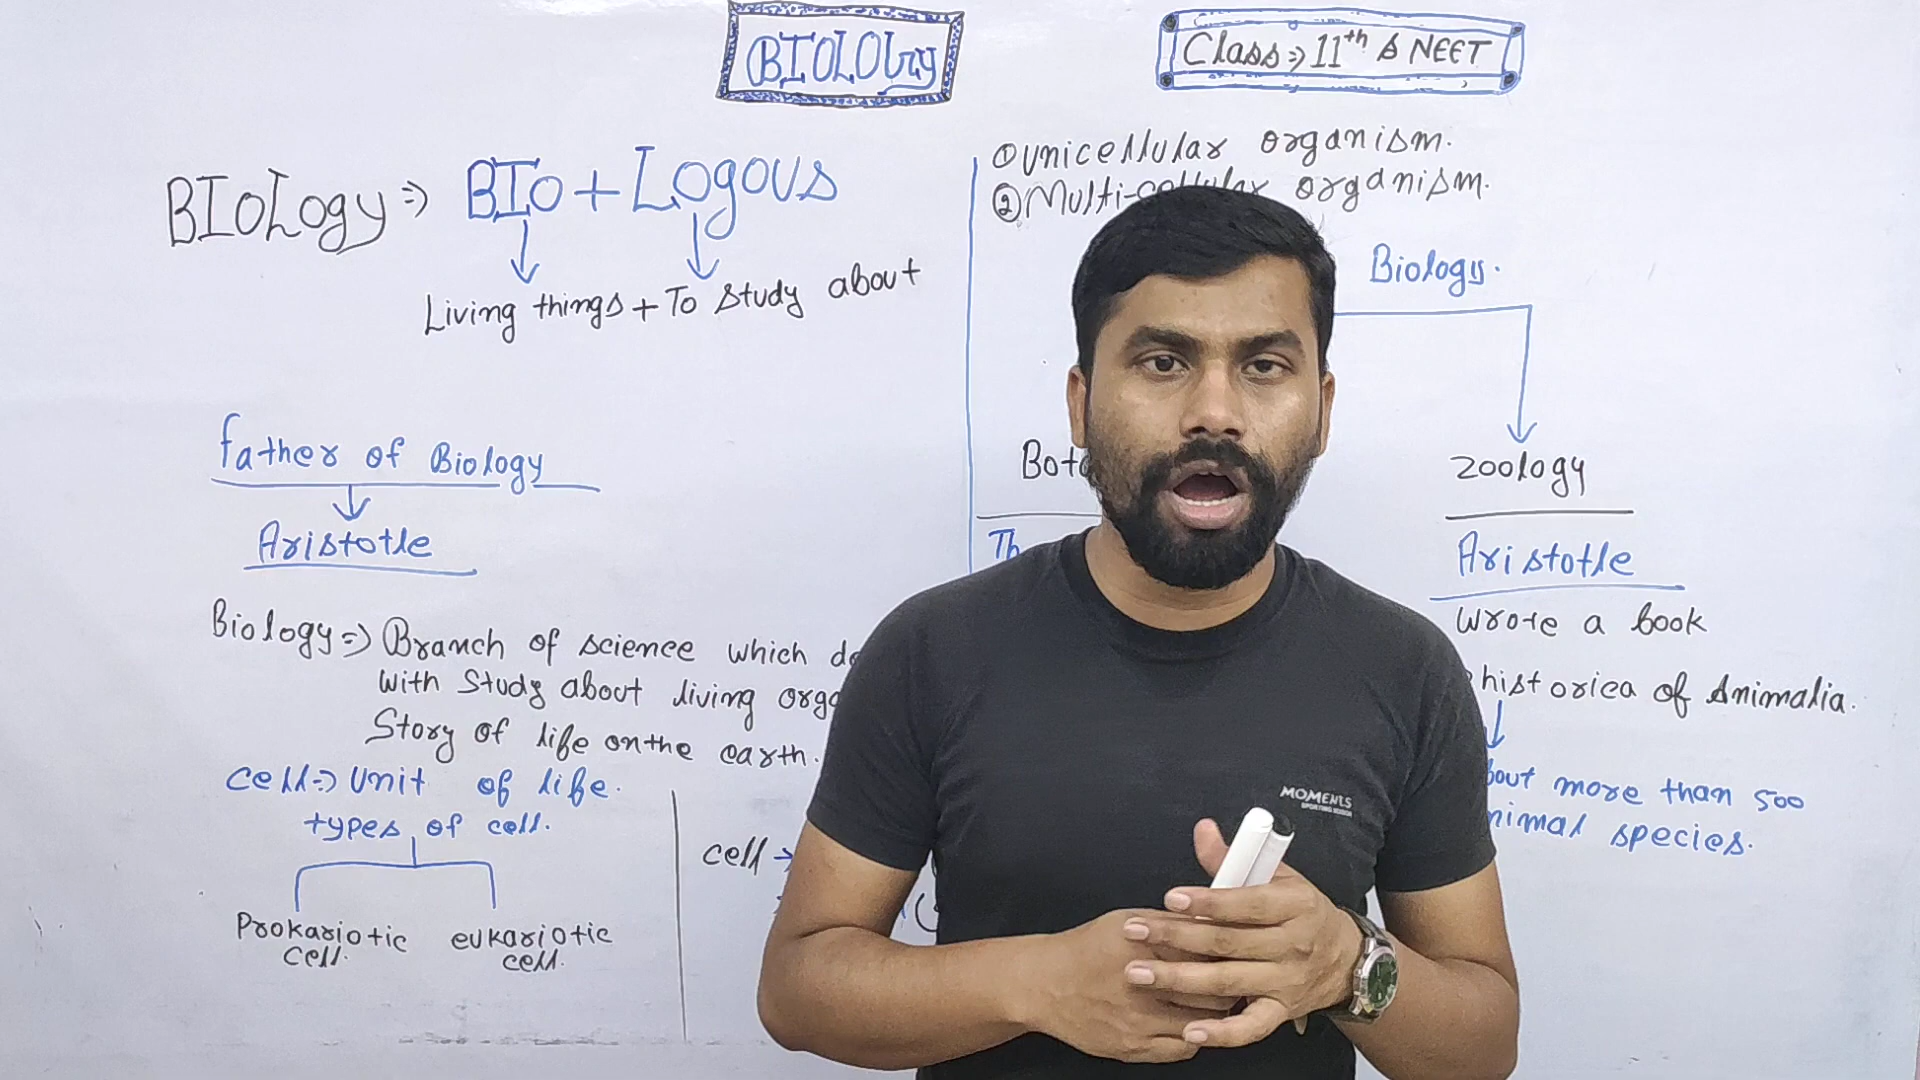 BIOLOGY
Class ⇒ 11th & NEET
BIOLOgy ⇒ BIO + LOgous
Living things + To study about
father of Biology
Aristotle
Biology ⇒ Branch of science which
with study about living
Story of life on the earth.
cell ⇒ Unit of life.
types of cell.
Prokariotic cell.
eukariotic cell.
cell →
① unicellular organism.
② Multi-cellular organism.
Biology.
zoology
Aristotle
wrote a book
historica of Animalia.
more than 500
species.
MOMENTS